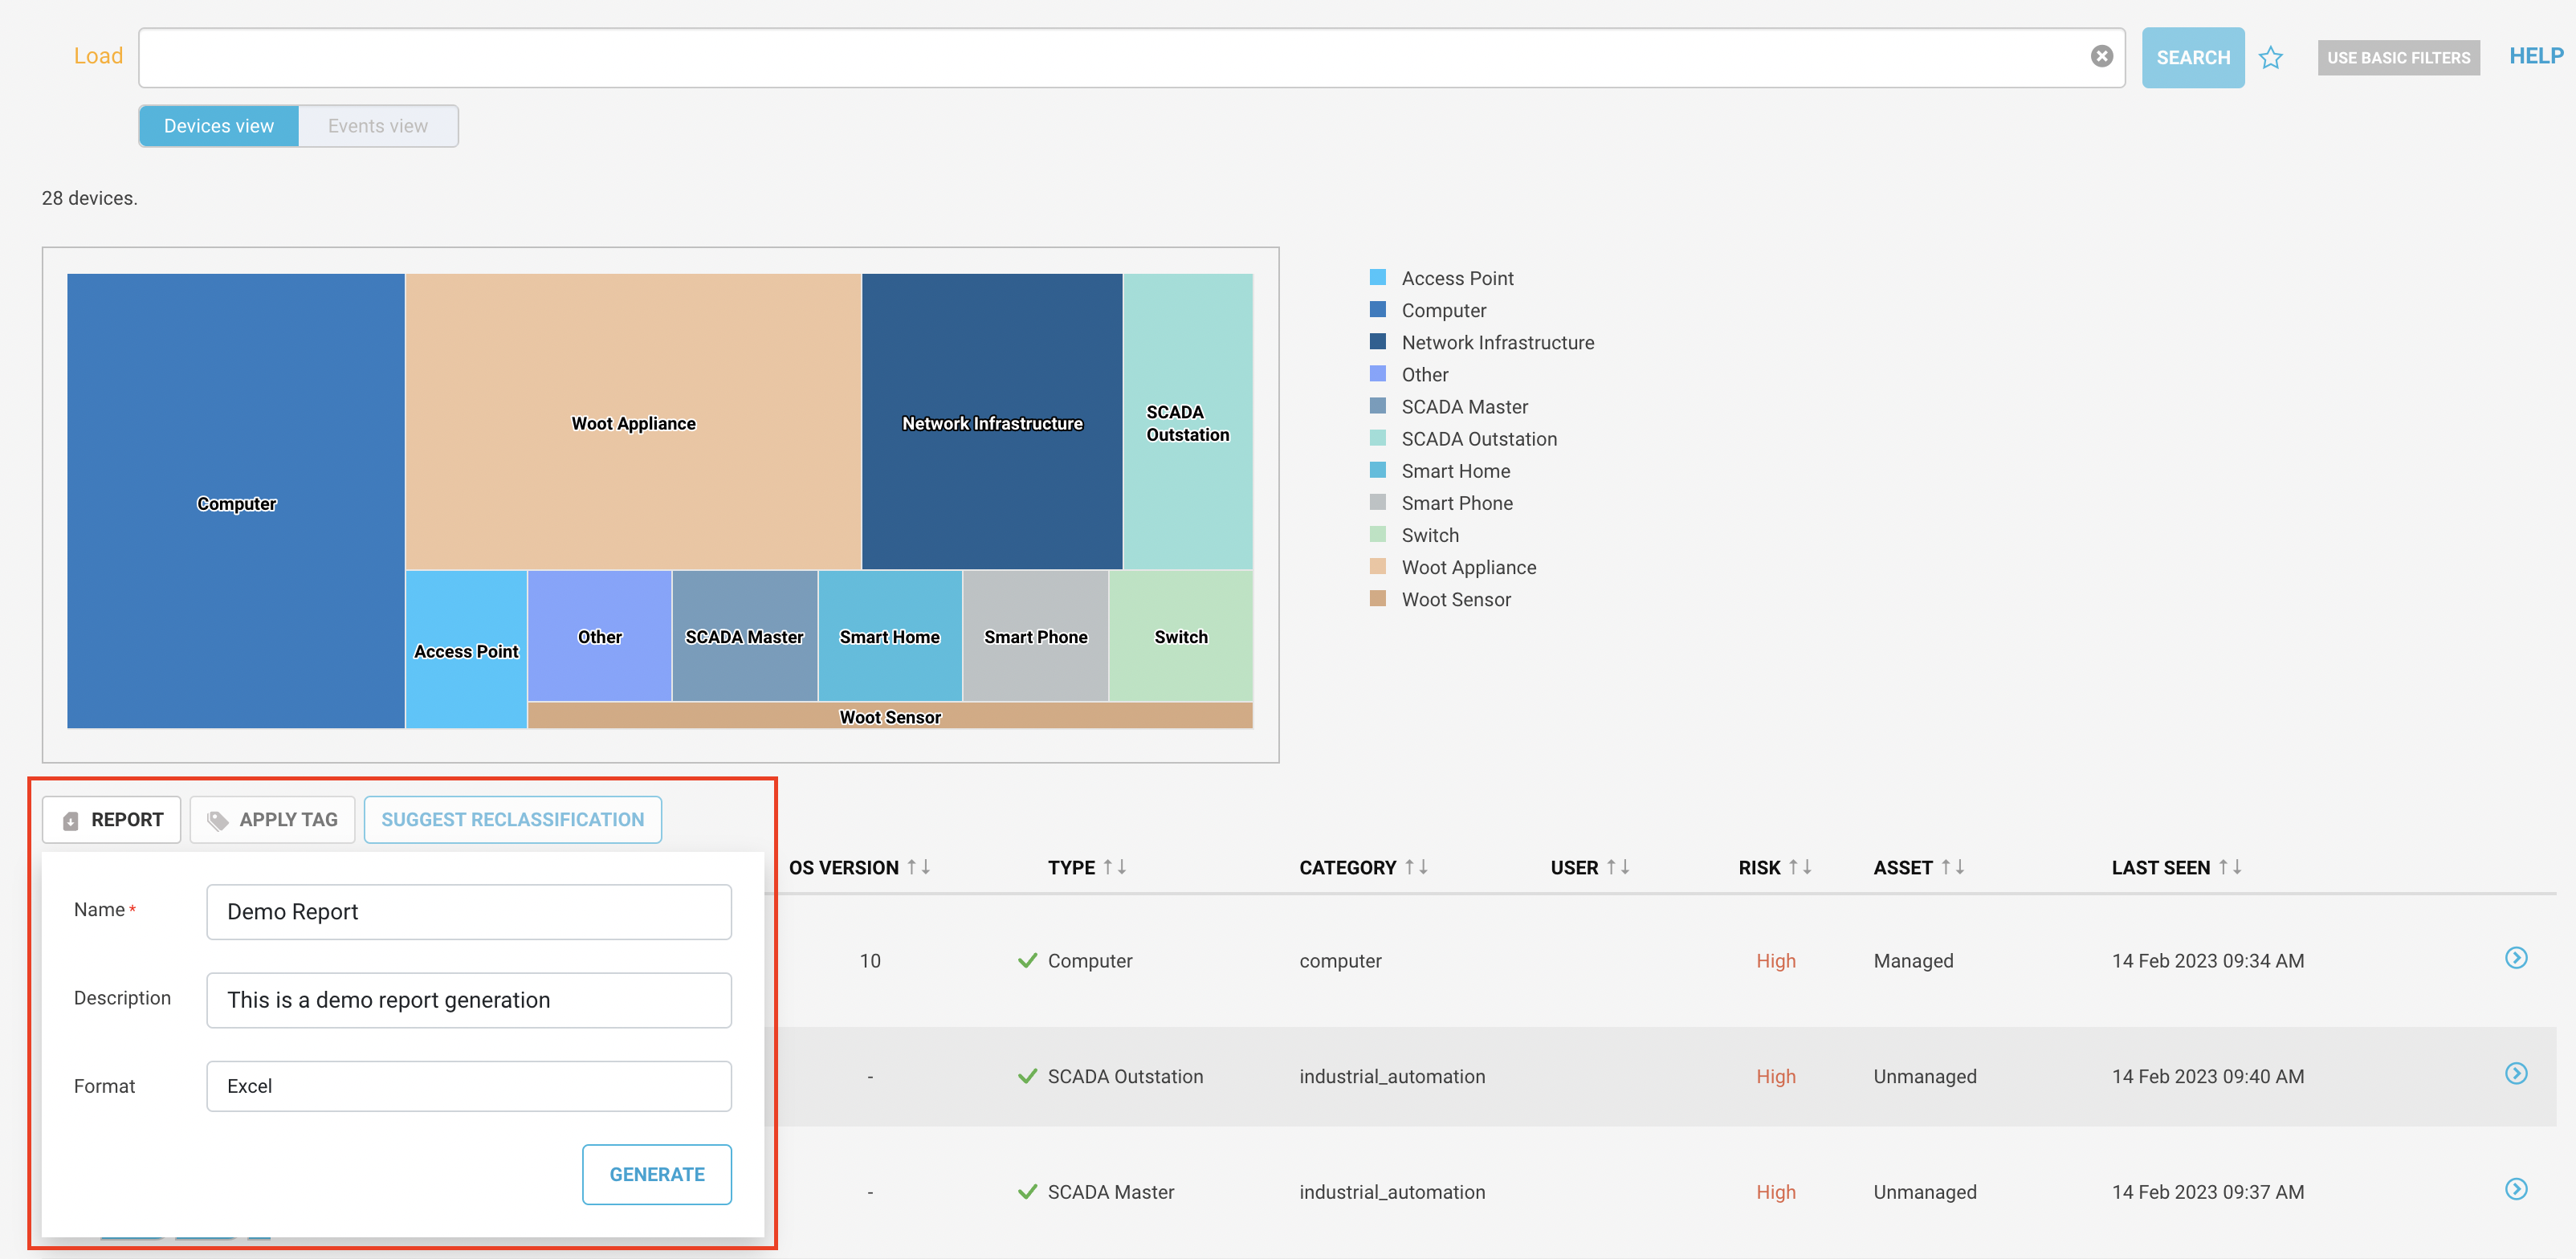 Load
SEARCH
USE BASIC FILTERS
HELP
Devices view
Events view
28 devices.
Computer
Woot Appliance
Network Infrastructure
SCADA
Outstation
Access Point
Other
SCADA Master
Smart Home
Smart Phone
Switch
Woot Sensor
Access Point
Computer
Network Infrastructure
Other
SCADA Master
SCADA Outstation
Smart Home
Smart Phone
Switch
Woot Appliance
Woot Sensor
REPORT
APPLY TAG
SUGGEST RECLASSIFICATION
Name *
Demo Report
Description
This is a demo report generation
Format
Excel
GENERATE
OS VERSION TYPE CATEGORY USER RISK ASSET LAST SEEN
10 Computer computer High Managed 14 Feb 2023 09:34 AM
- SCADA Outstation industrial_automation High Unmanaged 14 Feb 2023 09:40 AM
- SCADA Master industrial_automation High Unmanaged 14 Feb 2023 09:37 AM